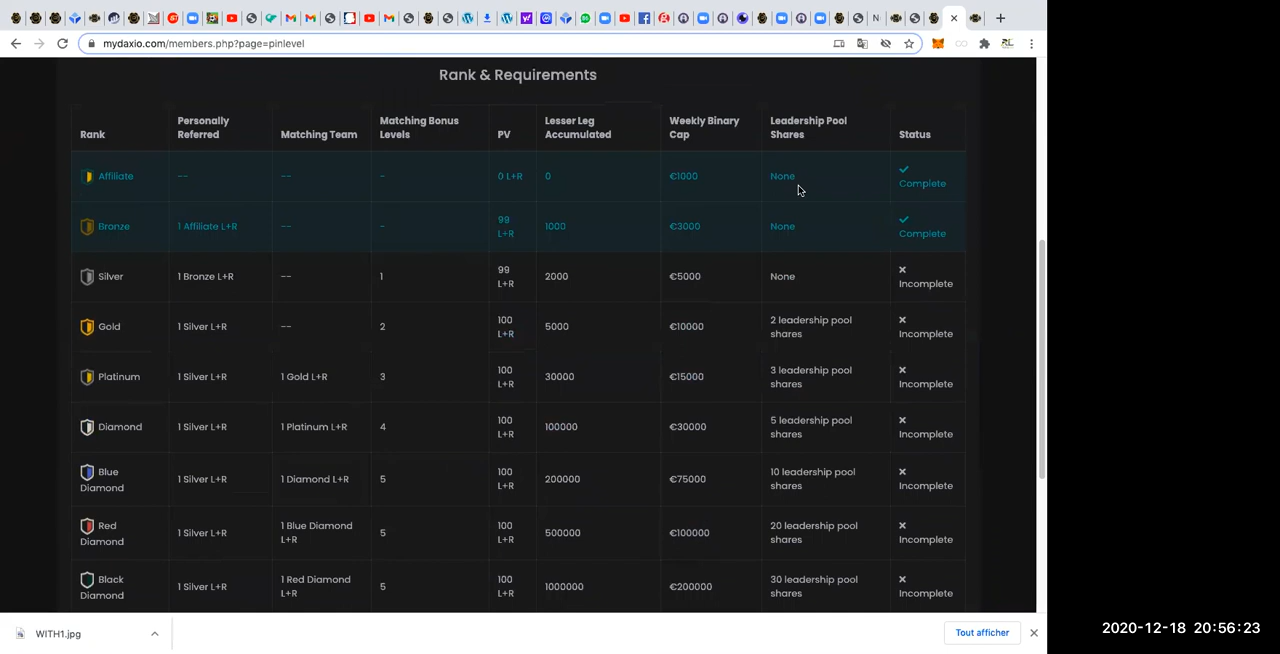 mydaxio.com/members.php?page=pinlevel
Rank & Requirements
Rank
Personally
Referred
Matching Team
Matching Bonus
Levels
PV
Lesser Leg
Accumulated
Weekly Binary
Cap
Leadership Pool
Shares
Status
Affiliate
--
--
-
0 L+R
0
€1000
None
Complete
Bronze
1 Affiliate L+R
--
-
99
L+R
1000
€3000
None
Complete
Silver
1 Bronze L+R
--
1
99
L+R
2000
€5000
None
Incomplete
Gold
1 Silver L+R
--
2
100
L+R
5000
€10000
2 leadership pool
shares
Incomplete
Platinum
1 Silver L+R
1 Gold L+R
3
100
L+R
30000
€15000
3 leadership pool
shares
Incomplete
Diamond
1 Silver L+R
1 Platinum L+R
4
100
L+R
100000
€30000
5 leadership pool
shares
Incomplete
Blue
Diamond
1 Silver L+R
1 Diamond L+R
5
100
L+R
200000
€75000
10 leadership pool
shares
Incomplete
Red
Diamond
1 Silver L+R
1 Blue Diamond
L+R
5
100
L+R
500000
€100000
20 leadership pool
shares
Incomplete
Black
Diamond
1 Silver L+R
1 Red Diamond
L+R
5
100
L+R
1000000
€200000
30 leadership pool
shares
Incomplete
WITH1.jpg
Tout afficher
2020-12-18 20:56:23